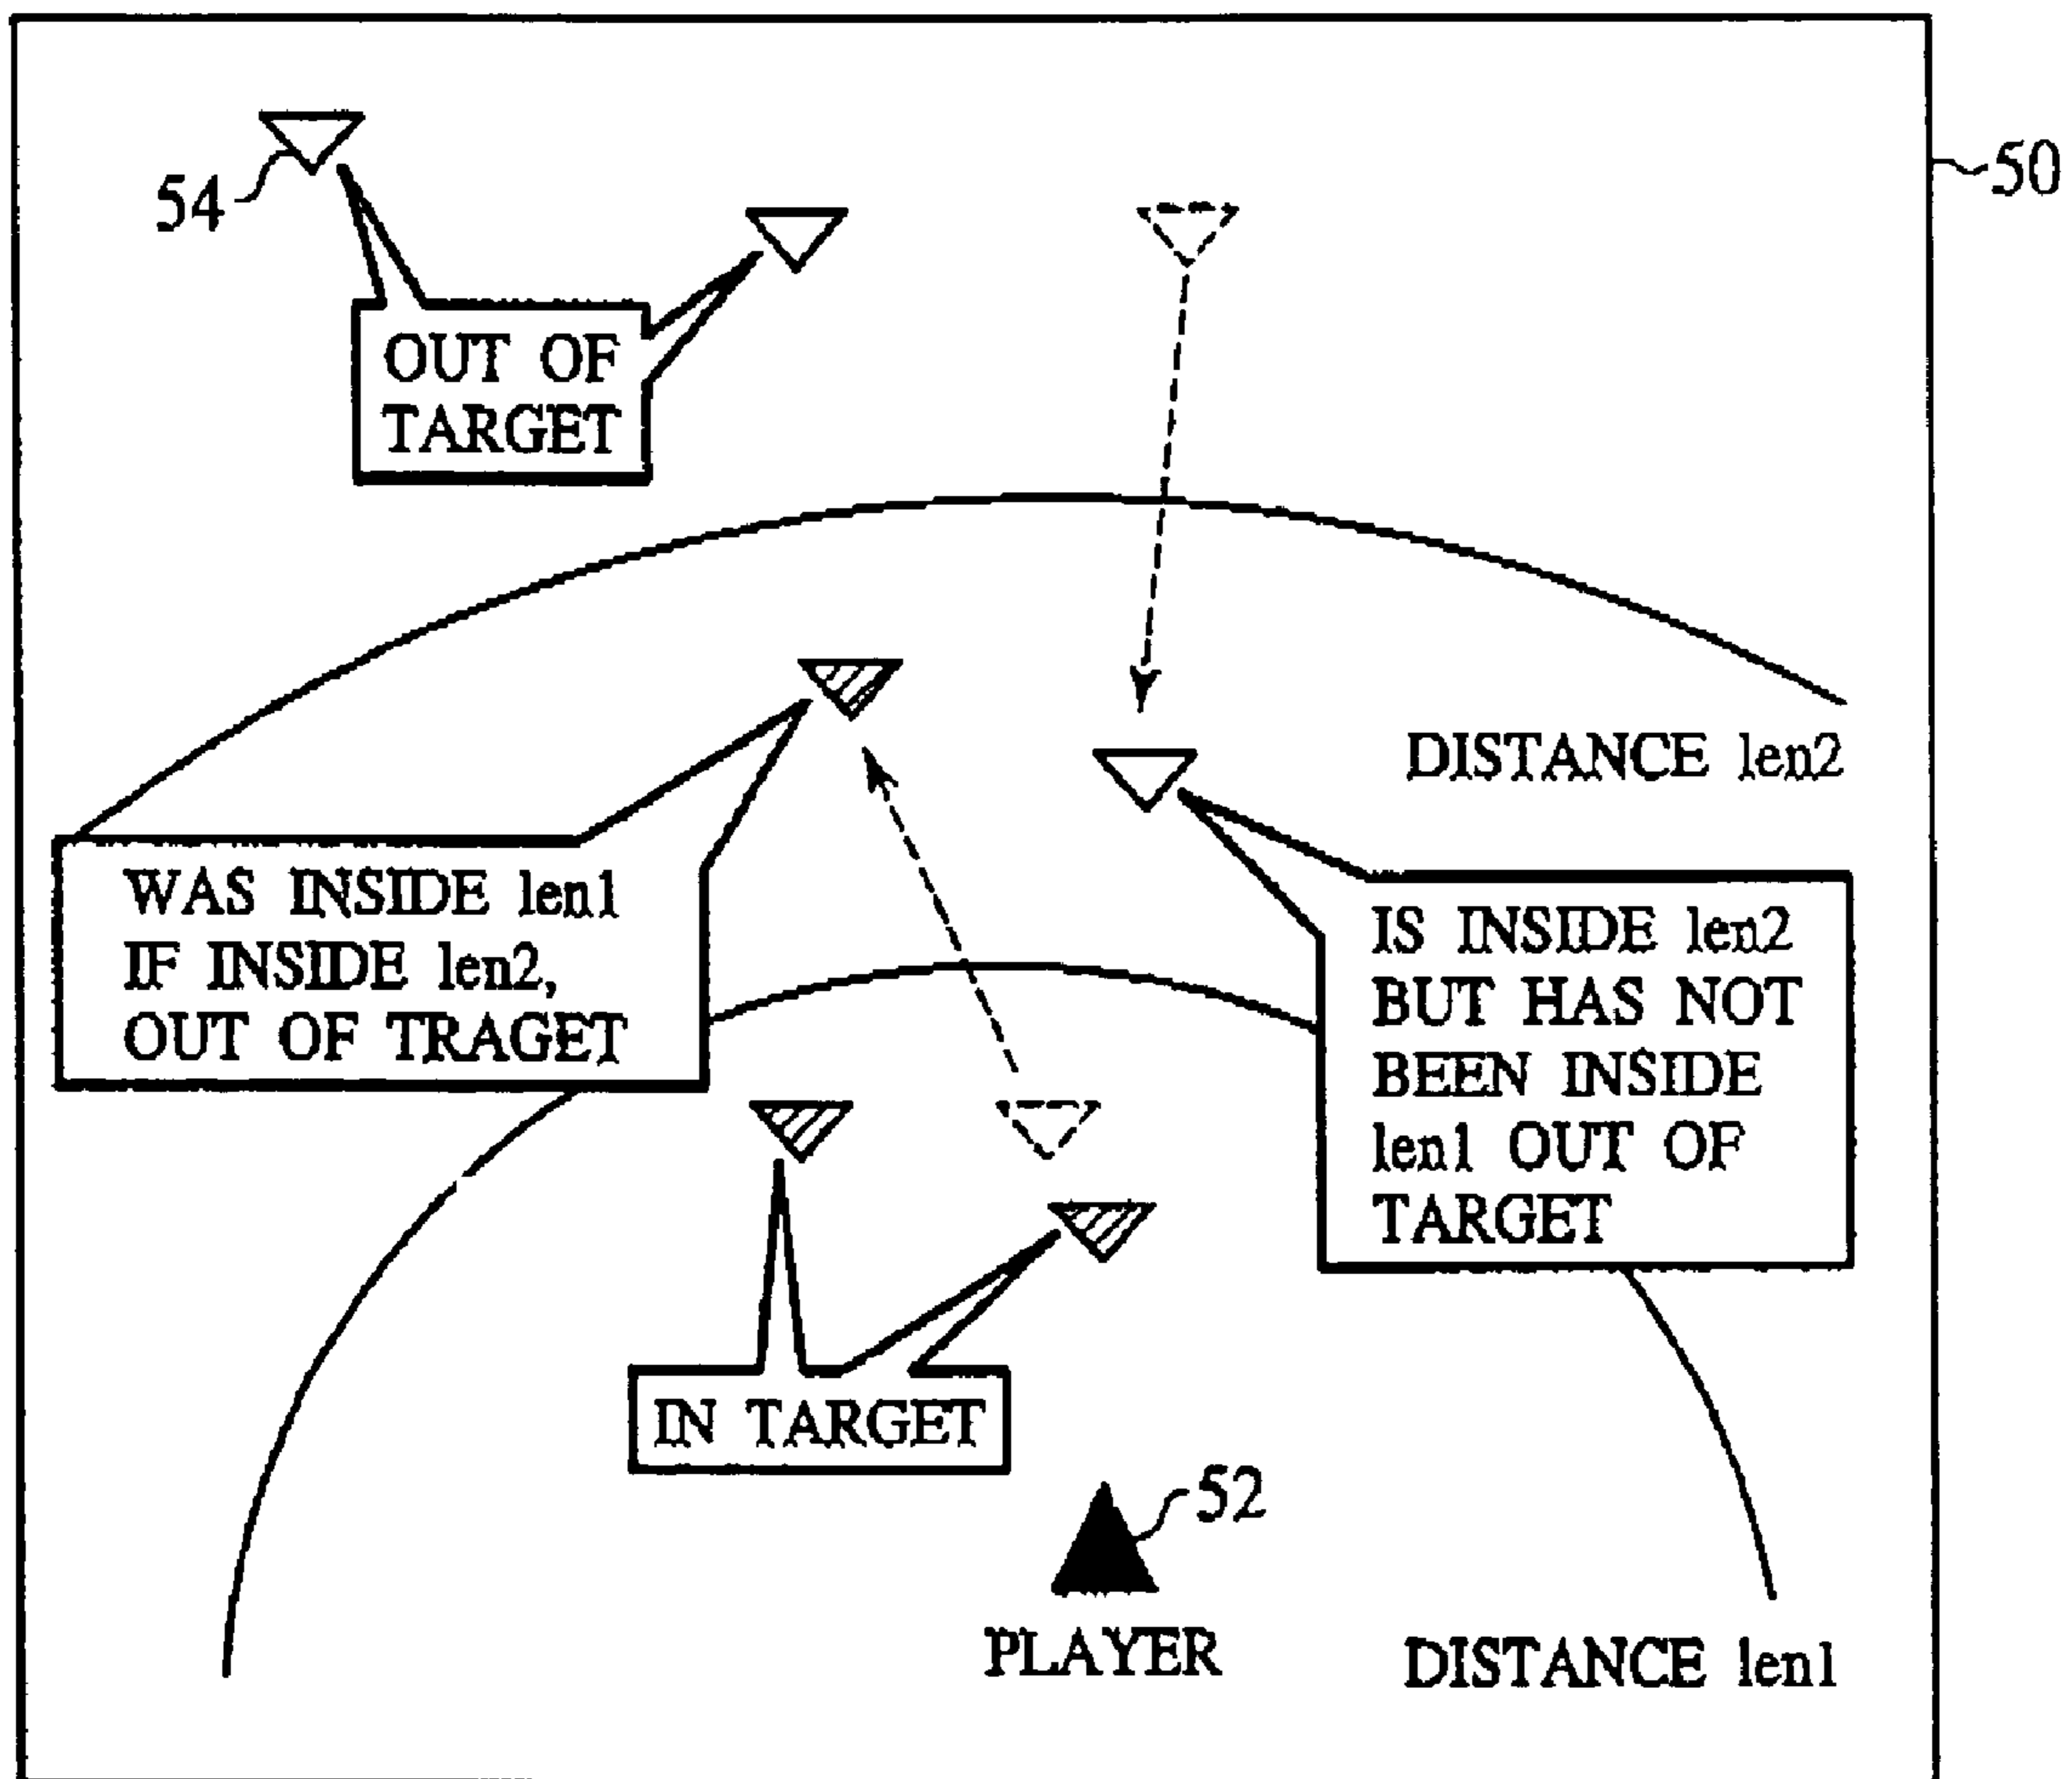 50
54
OUT OF
TARGET
DISTANCE len2
WAS INSIDE len1
IF INSIDE len2,
OUT OF TRAGET
IS INSIDE len2
BUT HAS NOT
BEEN INSIDE
len1 OUT OF
TARGET
IN TARGET
52
PLAYER
DISTANCE len1